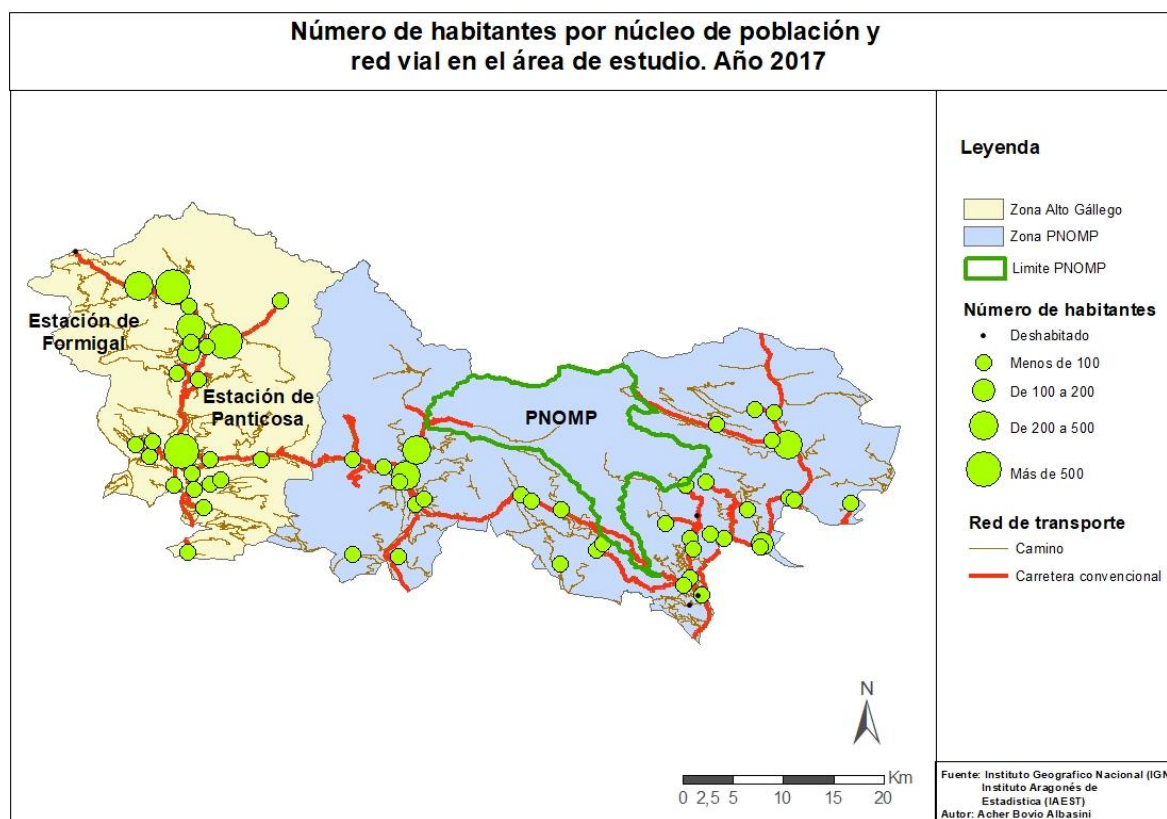 Número de habitantes por núcleo de población y
red vial en el área de estudio. Año 2017
Estación de
Formigal
Estación de
Panticosa
PNOMP
N
Km
0 2,5 5 10 15 20
Leyenda
Zona Alto Gállego
Zona PNOMP
Limite PNOMP
Número de habitantes
Deshabitado
Menos de 100
De 100 a 200
De 200 a 500
Más de 500
Red de transporte
Camino
Carretera convencional
Fuente: Instituto Geografico Nacional (IGN
Instituto Aragonés de
Estadistica (IAEST)
Autor: Acher Bovio Albasini